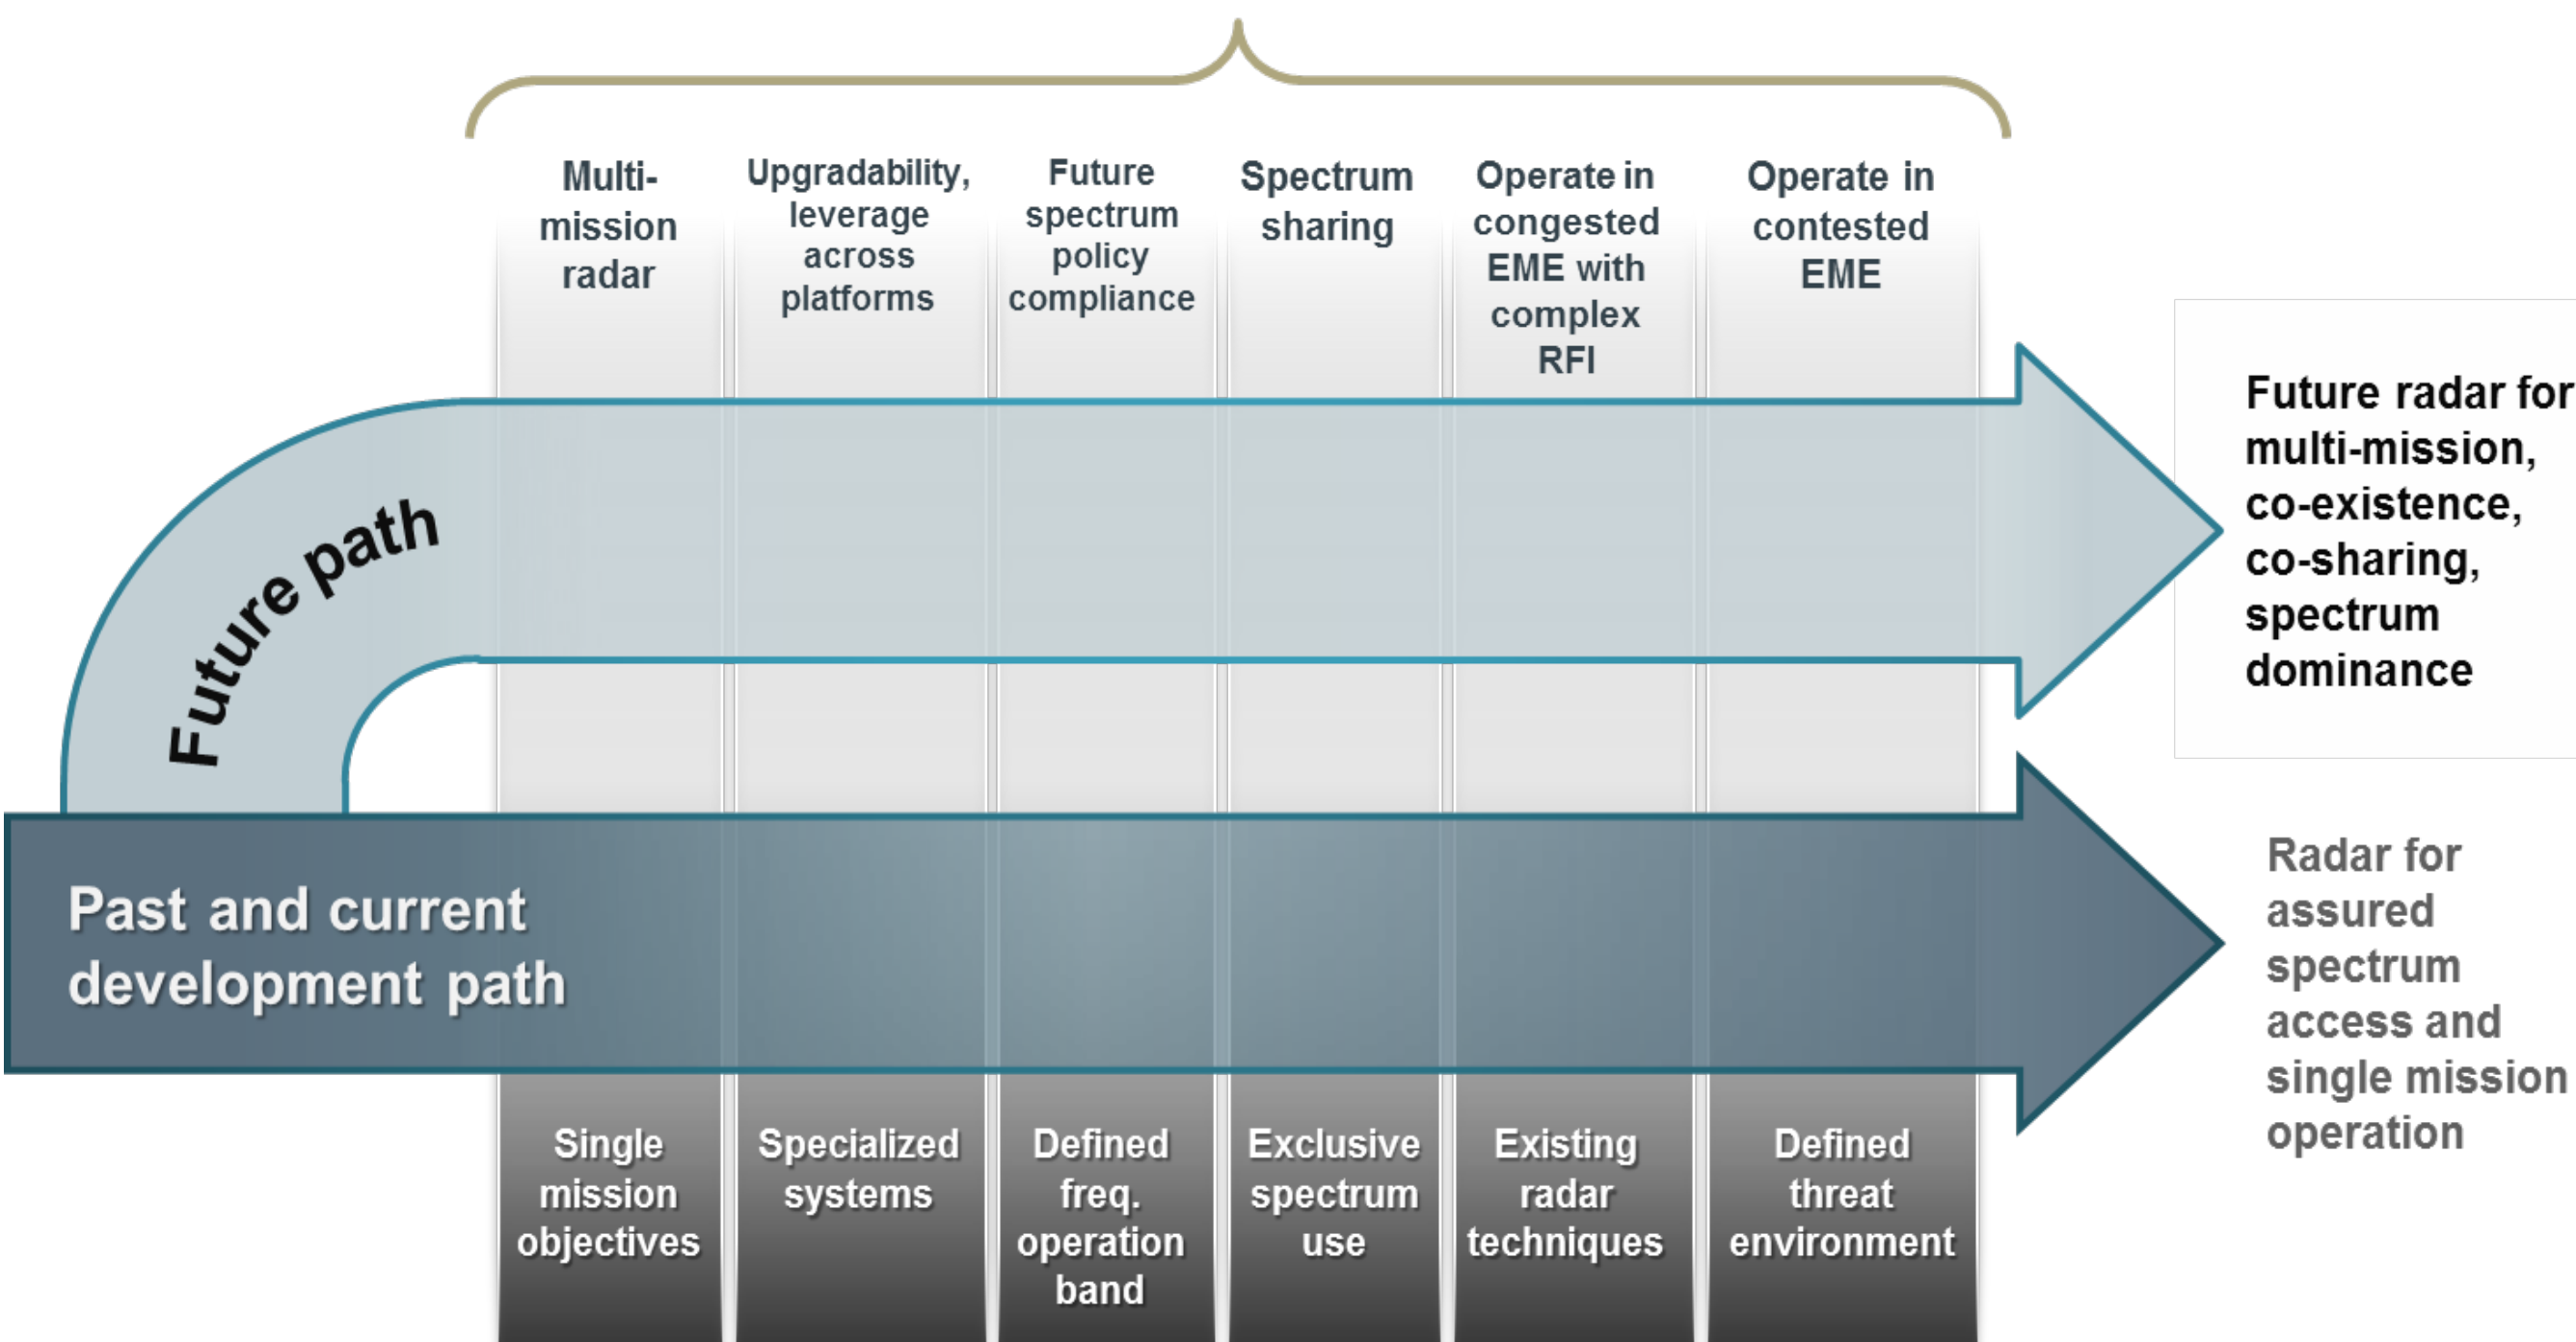 Multi-
mission
radar
Upgradability,
leverage
across
platforms
Future
spectrum
policy
compliance
Spectrum
sharing
Operate in
congested
EME with
complex
RFI
Operate in
contested
EME
Future path
Future radar for
multi-mission,
co-existence,
co-sharing,
spectrum
dominance
Past and current
development path
Radar for
assured
spectrum
access and
single mission
operation
Single
mission
objectives
Specialized
systems
Defined
freq.
operation
band
Exclusive
spectrum
use
Existing
radar
techniques
Defined
threat
environment